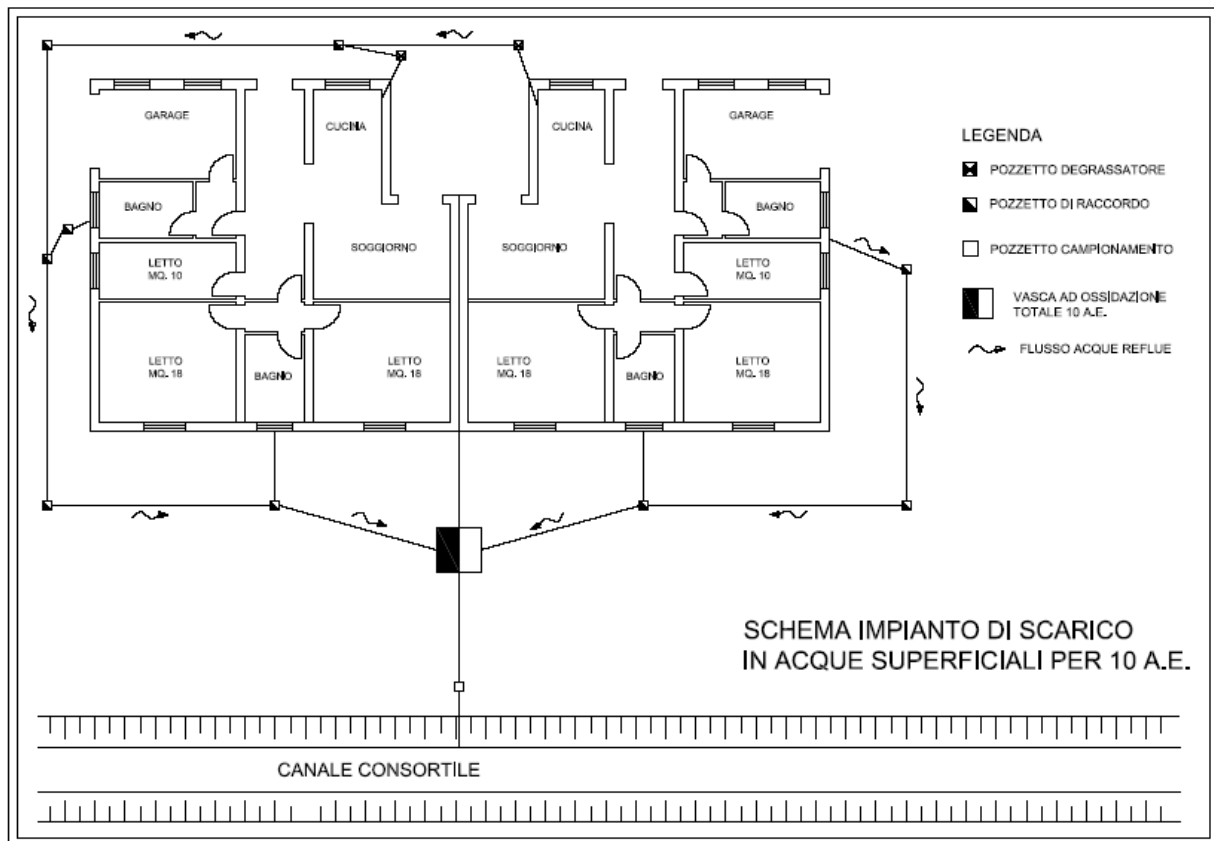 GARAGE
CUCINA
CUCINA
GARAGE
LEGENDA
POZZETTO DEGRASSATORE
BAGNO
BAGNO
POZZETTO DI RACCORDO
SOGGIORNO
SOGGIORNO
POZZETTO CAMPIONAMENTO
LETTO
MQ. 10
LETTO
MQ. 10
VASCA AD OSSIDAZIONE
TOTALE 10 A.E.
FLUSSO ACQUE REFLUE
LETTO
MQ. 18
BAGNO
LETTO
MQ. 18
LETTO
MQ. 18
BAGNO
LETTO
MQ. 18
SCHEMA IMPIANTO DI SCARICO
IN ACQUE SUPERFICIALI PER 10 A.E.
CANALE CONSORTILE